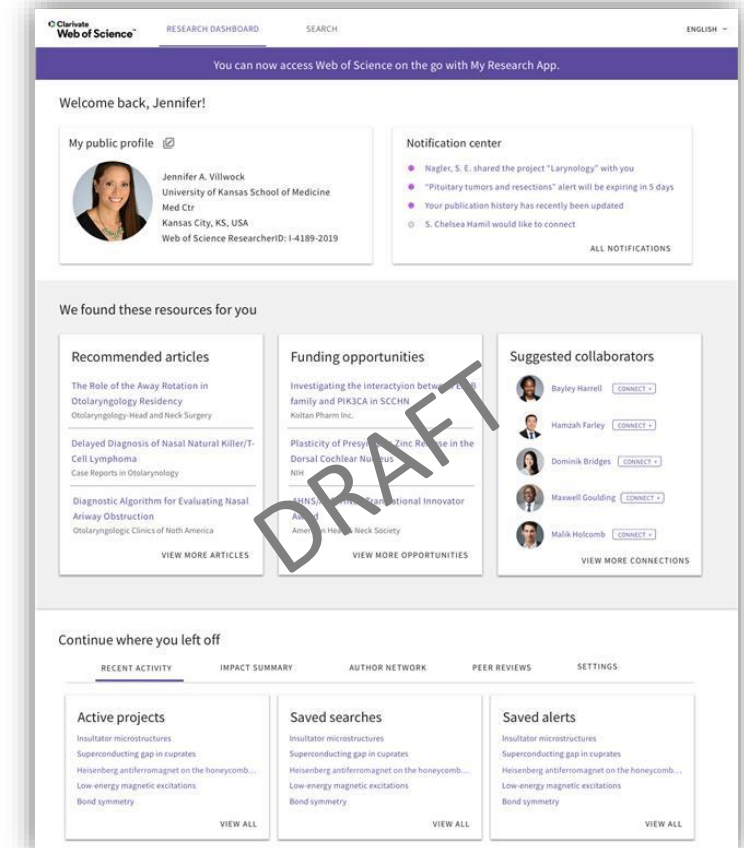 Clarivate
Web of Science™
RESEARCH DASHBOARD
SEARCH
ENGLISH
You can now access Web of Science on the go with My Research App.
Welcome back, Jennifer!
My public profile
Jennifer A. Villwock
University of Kansas School of Medicine
Med Ctr
Kansas City, KS, USA
Web of Science ResearcherID: I-4189-2019
Notification center
Nagler, S. E. shared the project "Larynology" with you
"Pituitary tumors and resections" alert will be expiring in 5 days
Your publication history has recently been updated
S. Chelsea Hamil would like to connect
ALL NOTIFICATIONS
We found these resources for you
Recommended articles
The Role of the Away Rotation in
Otolaryngology Residency
Otolaryngology-Head and Neck Surgery
Delayed Diagnosis of Nasal Natural Killer/T-
Cell Lymphoma
Case Reports in Otolarynology
Diagnostic Algorithm for Evaluating Nasal
Ariway Obstruction
Otolaryngologic Clinics of Noth America
VIEW MORE ARTICLES
Funding opportunities
Investigating the interactyion between
family and PIK3CA in SCCHN
Koltan Pharm Inc.
Plasticity of Zinc in the
Dorsal Cochlear Nucleus
NIH
Innovator
Neck Society
VIEW MORE OPPORTUNITIES
Suggested collaborators
Bayley Harrell CONNECT +
Hamzah Farley CONNECT +
Dominik Bridges CONNECT +
Maxwell Goulding CONNECT +
Malik Holcomb CONNECT +
VIEW MORE CONNECTIONS
DRAFT
Continue where you left off
RECENT ACTIVITY
IMPACT SUMMARY
AUTHOR NETWORK
PEER REVIEWS
SETTINGS
Active projects
Insultator microstructures
Superconducting gap in cuprates
Heisenberg antiferromagnet on the honeycomb...
Low-energy magnetic excitations
Bond symmetry
VIEW ALL
Saved searches
Insultator microstructures
Superconducting gap in cuprates
Heisenberg antiferromagnet on the honeycomb...
Low-energy magnetic excitations
Bond symmetry
VIEW ALL
Saved alerts
Insultator microstructures
Superconducting gap in cuprates
Heisenberg antiferromagnet on the honeycomb...
Low-energy magnetic excitations
Bond symmetry
VIEW ALL